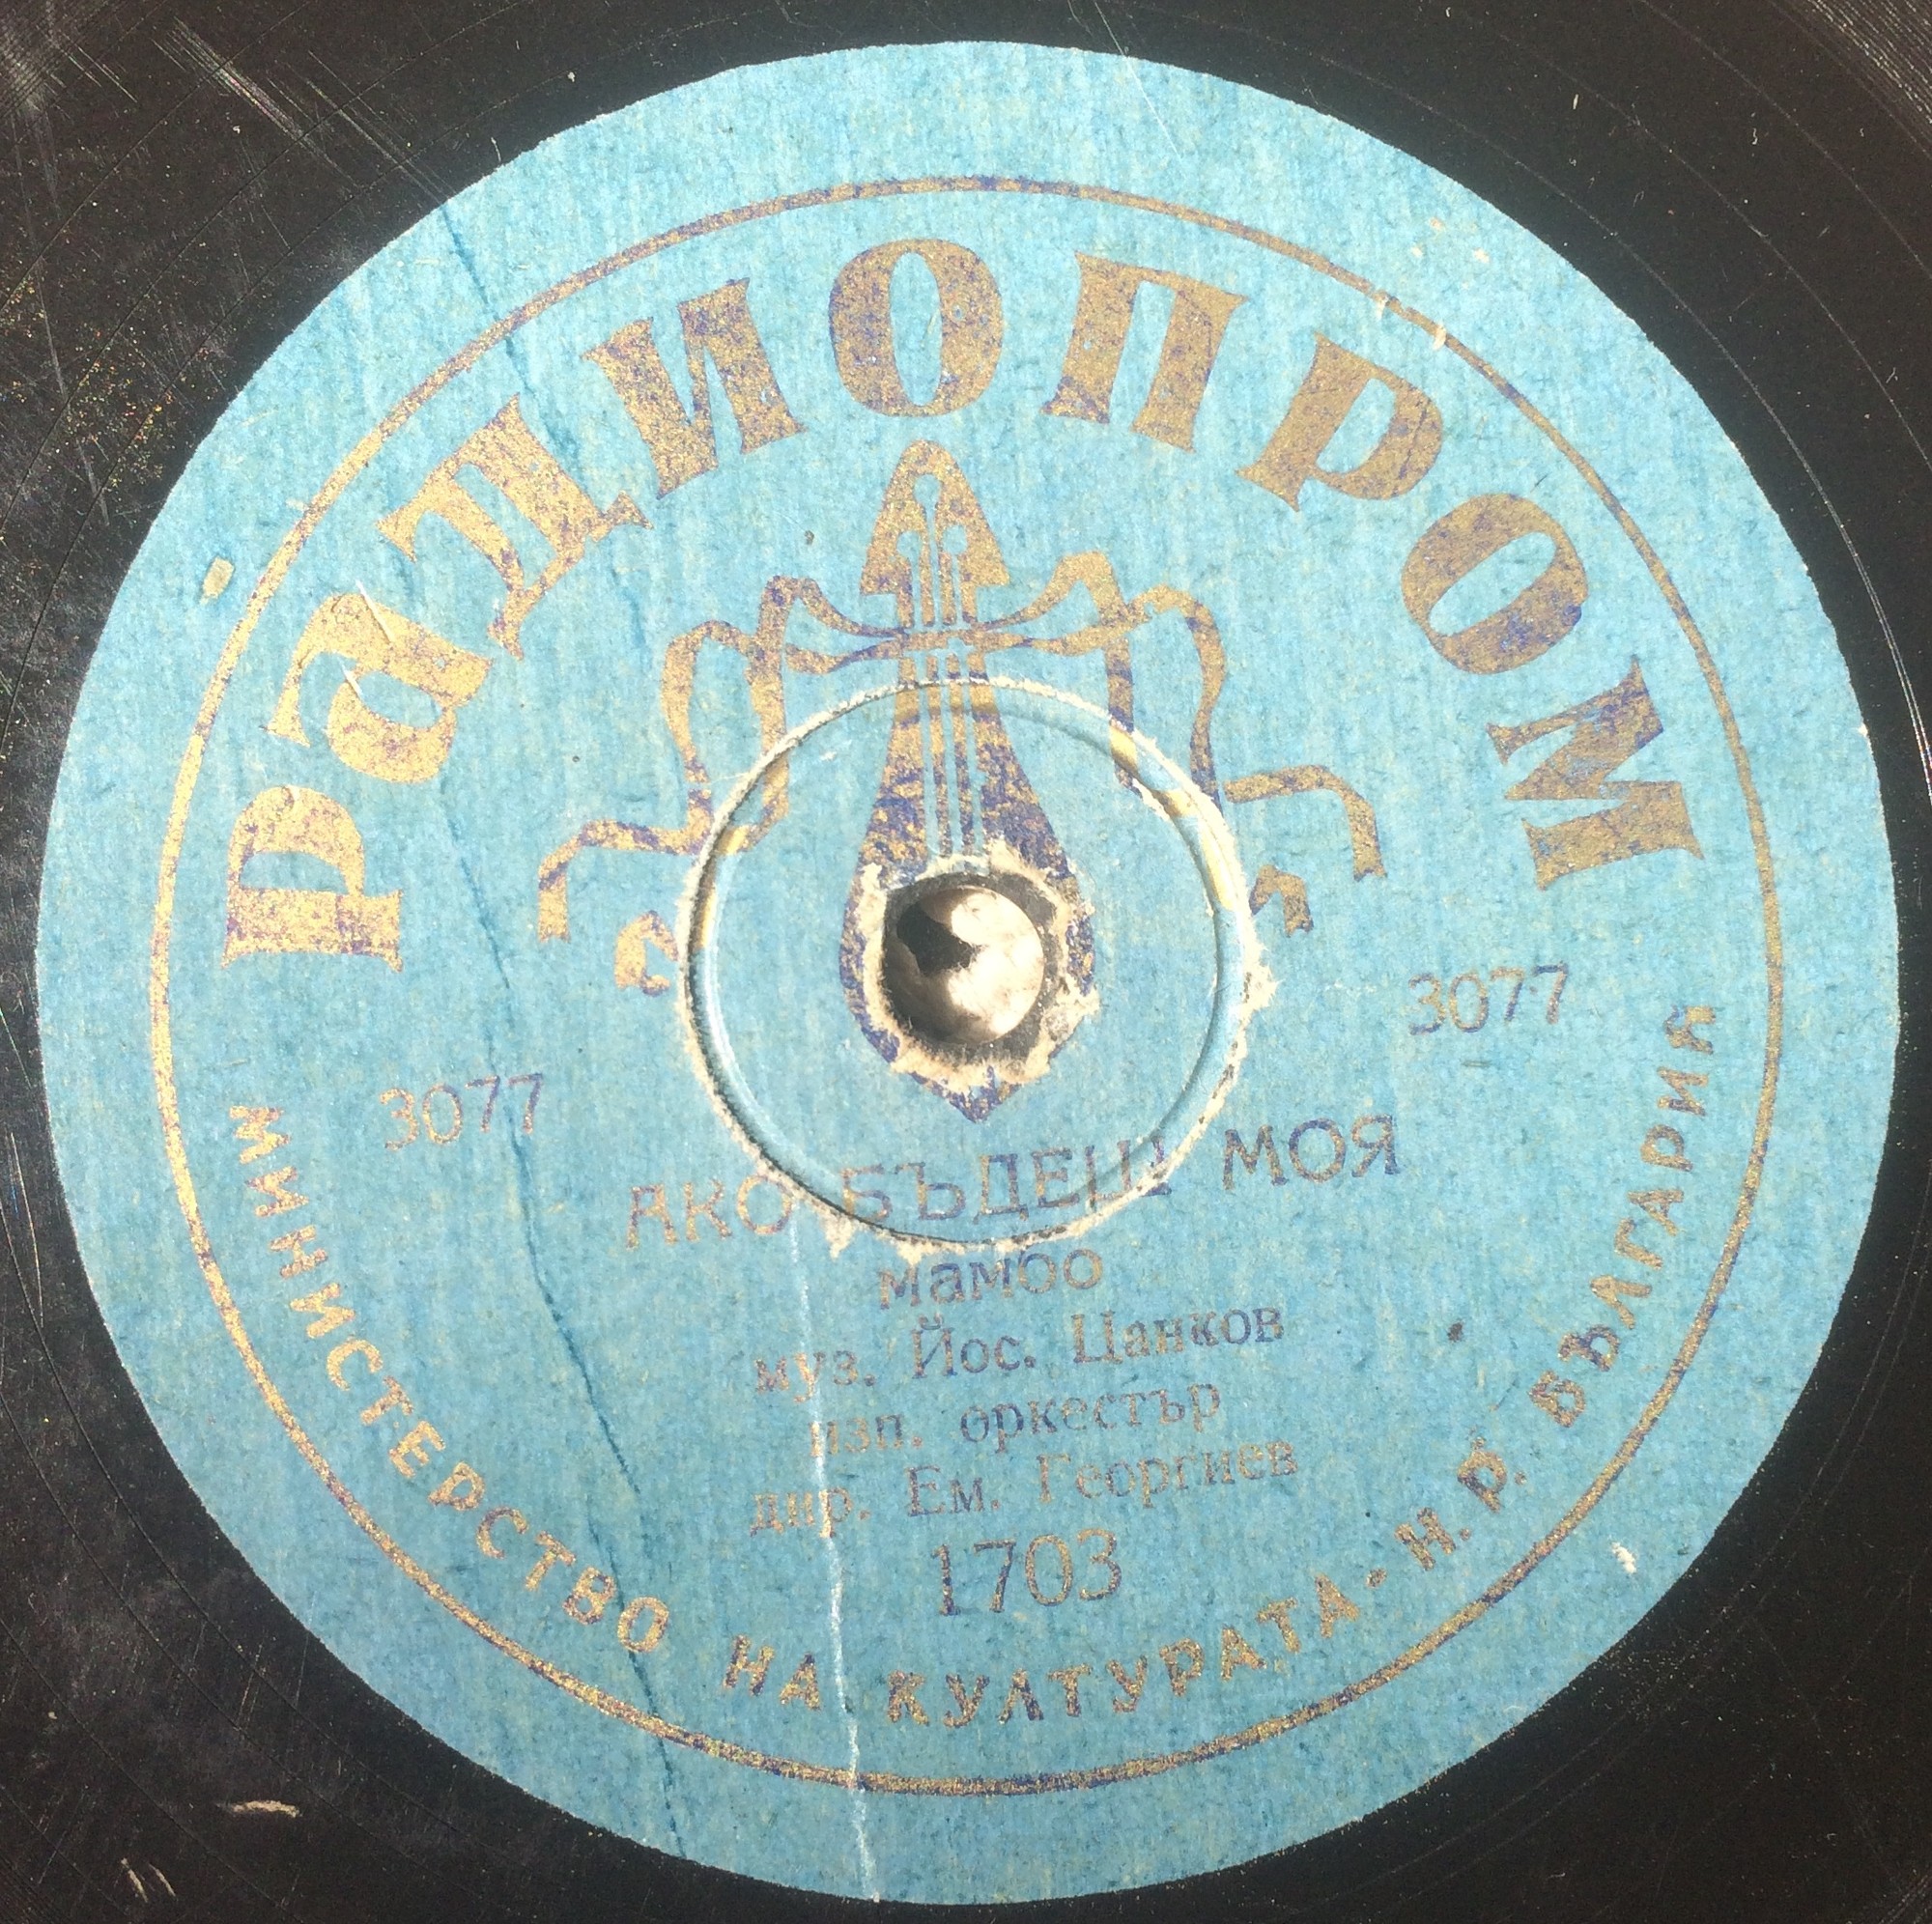 РАДИОПРОМ
3077
3077
АКО БЪДЕШ МОЯ
мамбо
муз. Йос. Цанков
изп. оркестър
дир. Ем. Георгиев
1703
МИНИСТЕРСТВО НА КУЛТУРАТА - Н. Р. БЪЛГАРИЯ